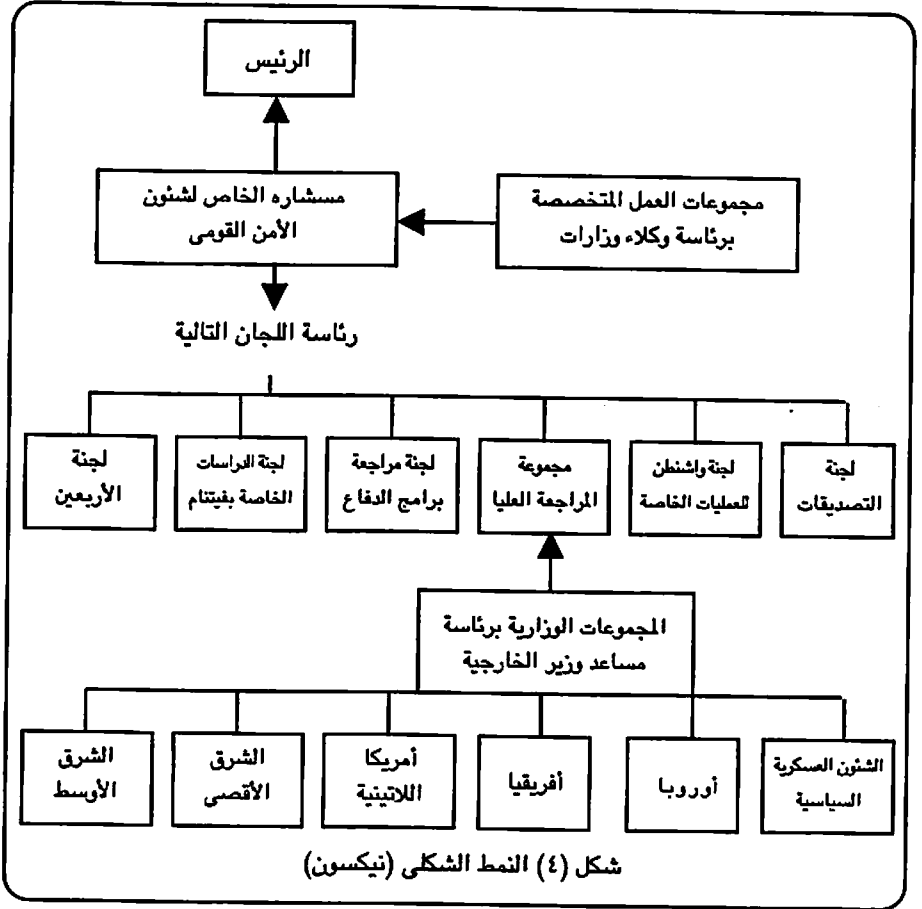 الرئيس
مستشاره الخاص لشئون
الأمن القومى
مجموعات العمل المتخصصة
برئاسة وكلاء وزارات
رئاسة اللجان التالية
لجنة
التصديقات
لجنة واشنطن
للعمليات الخاصة
مجموعة
المراجعة العليا
لجنة مراجعة
برامج الدفاع
لجنة الدراسات
الخاصة بفيتنام
لجنة
الأربعين
المجموعات الوزارية برئاسة
مساعد وزير الخارجية
الشئون العسكرية
السياسية
أوروبا
أفريقيا
أمريكا
اللاتينية
الشرق
الأقصى
الشرق
الأوسط
شكل (٤) النمط الشكلى (نيكسون)